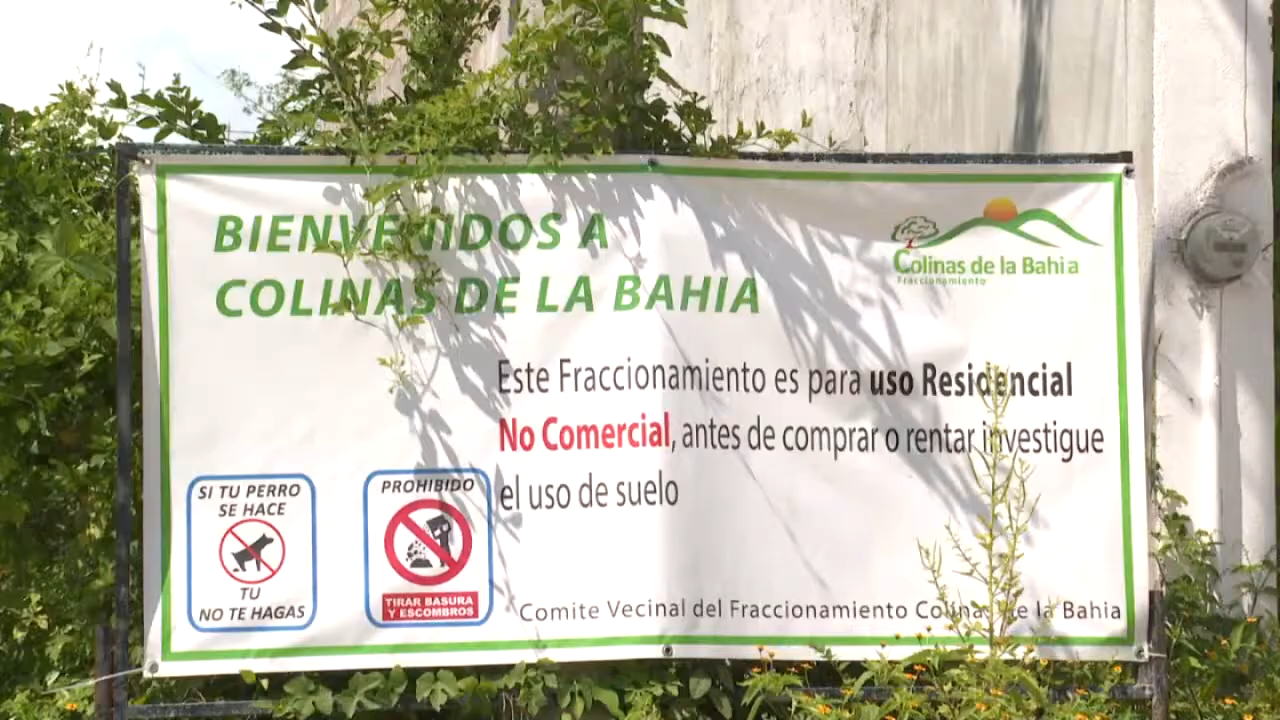 BIENVENIDOS A
COLINAS DE LA BAHIA
Colinas de la Bahia
Fraccionamiento
Este Fraccionamiento es para uso Residencial
No Comercial, antes de comprar o rentar investigue
el uso de suelo
SI TU PERRO
SE HACE
TU
NO TE HAGAS
PROHIBIDO
TIRAR BASURA
Y ESCOMBROS
Comite Vecinal del Fraccionamiento Colinas de la Bahia